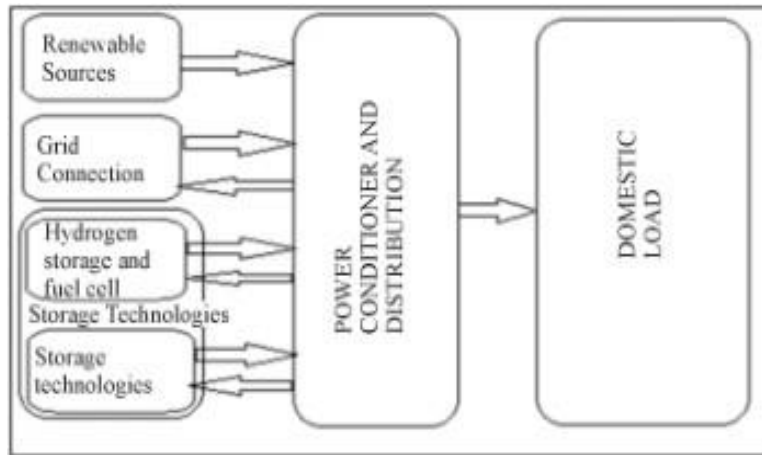 Renewable
Sources
Grid
Connection
Hydrogen
storage and
fuel cell
Storage Technologies
Storage
technologies
POWER
CONDITIONER AND
DISTRIBUTION
DOMESTIC
LOAD